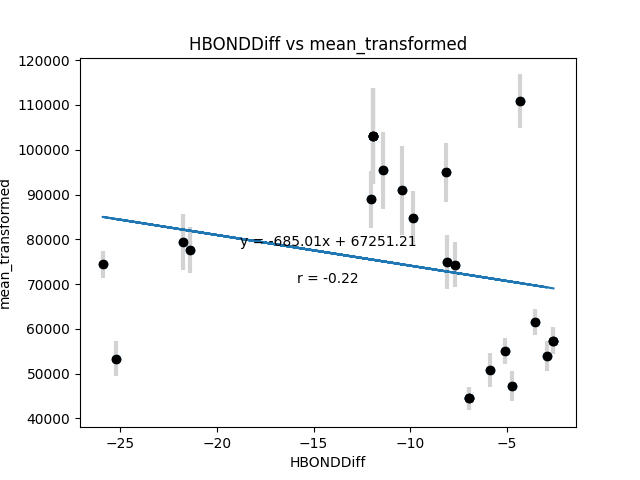 HBONDDiff vs mean_transformed
120000
110000
100000
90000
80000
70000
60000
50000
40000
mean_transformed
y = -685.01x + 67251.21
r = -0.22
−25
−20
−15
−10
−5
HBONDDiff